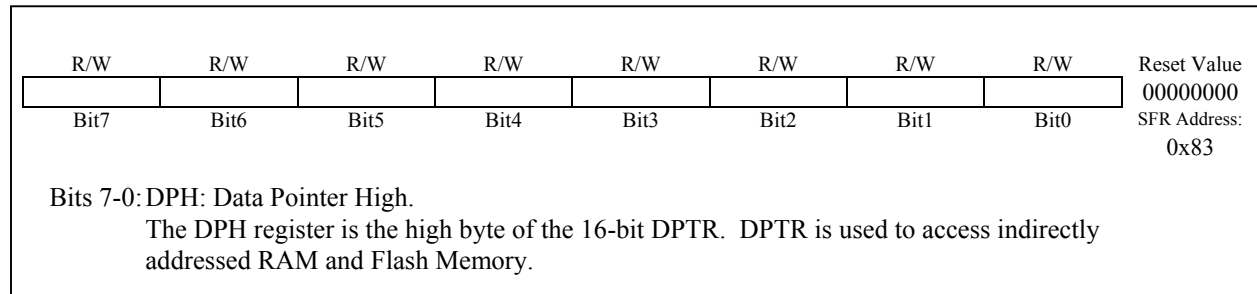 R/W R/W R/W R/W R/W R/W R/W R/W Reset Value
00000000
Bit7 Bit6 Bit5 Bit4 Bit3 Bit2 Bit1 Bit0 SFR Address:
0x83
Bits 7-0: DPH: Data Pointer High.
The DPH register is the high byte of the 16-bit DPTR. DPTR is used to access indirectly
addressed RAM and Flash Memory.